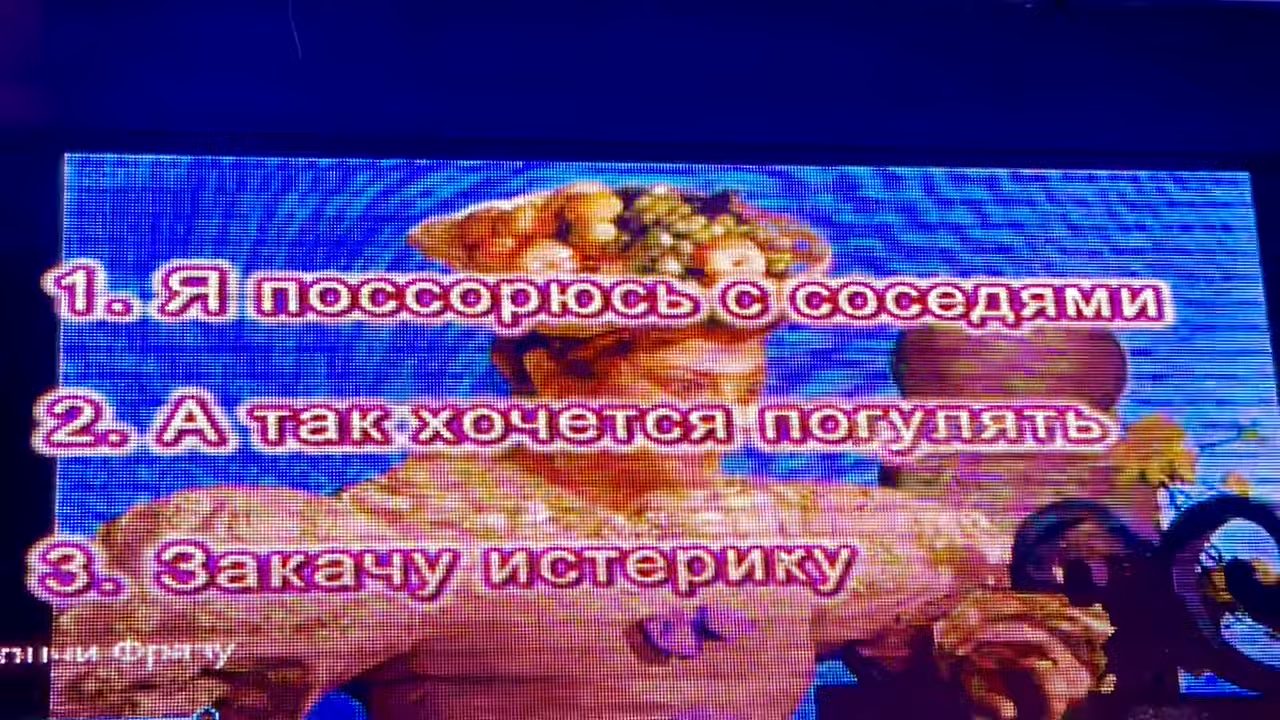 1. Я поссорюсь с соседями
2. А так хочется погулять
3. Закачу истерику